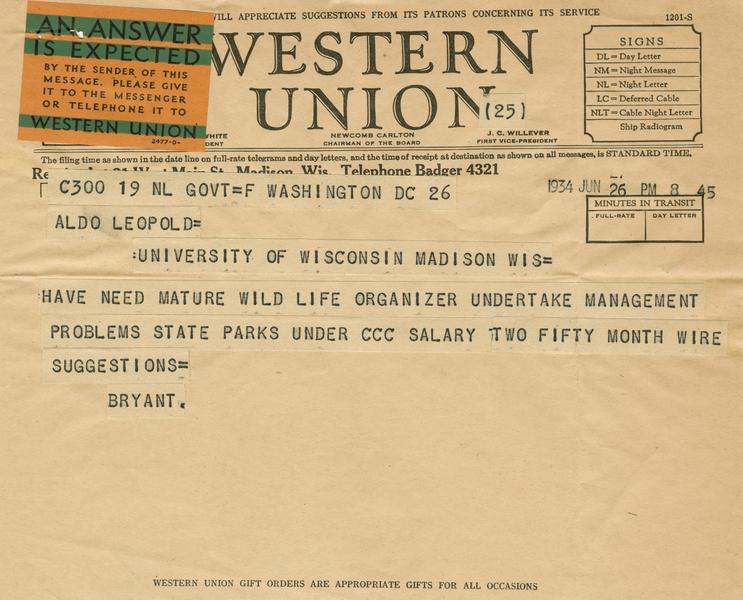 AN ANSWER
IS EXPECTED
BY THE SENDER OF THIS
MESSAGE. PLEASE GIVE
IT TO THE MESSENGER
OR TELEPHONE IT TO
WESTERN UNION
2477-D-
WILL APPRECIATE SUGGESTIONS FROM ITS PATRONS CONCERNING ITS SERVICE
1201-S
WESTERN
UNION (25)
SIGNS
DL = Day Letter
NM = Night Message
NL = Night Letter
LC = Deferred Cable
NLT = Cable Night Letter
Ship Radiogram
WHITE
NEWCOMB CARLTON
CHAIRMAN OF THE BOARD
J. C. WILLEVER
FIRST VICE-PRESIDENT
The filing time as shown in the date line on full-rate telegrams and day letters, and the time of receipt at destination as shown on all messages, is STANDARD TIME.
Main St., Madison, Wis. Telephone Badger 4321
C300 19 NL GOVT=F WASHINGTON DC 26
1934 JUN 26 PM 8 45
MINUTES IN TRANSIT
FULL-RATE DAY LETTER
ALDO LEOPOLD=
:UNIVERSITY OF WISCONSIN MADISON WIS=
:HAVE NEED MATURE WILD LIFE ORGANIZER UNDERTAKE MANAGEMENT
PROBLEMS STATE PARKS UNDER CCC SALARY TWO FIFTY MONTH WIRE
SUGGESTIONS=
BRYANT.
WESTERN UNION GIFT ORDERS ARE APPROPRIATE GIFTS FOR ALL OCCASIONS